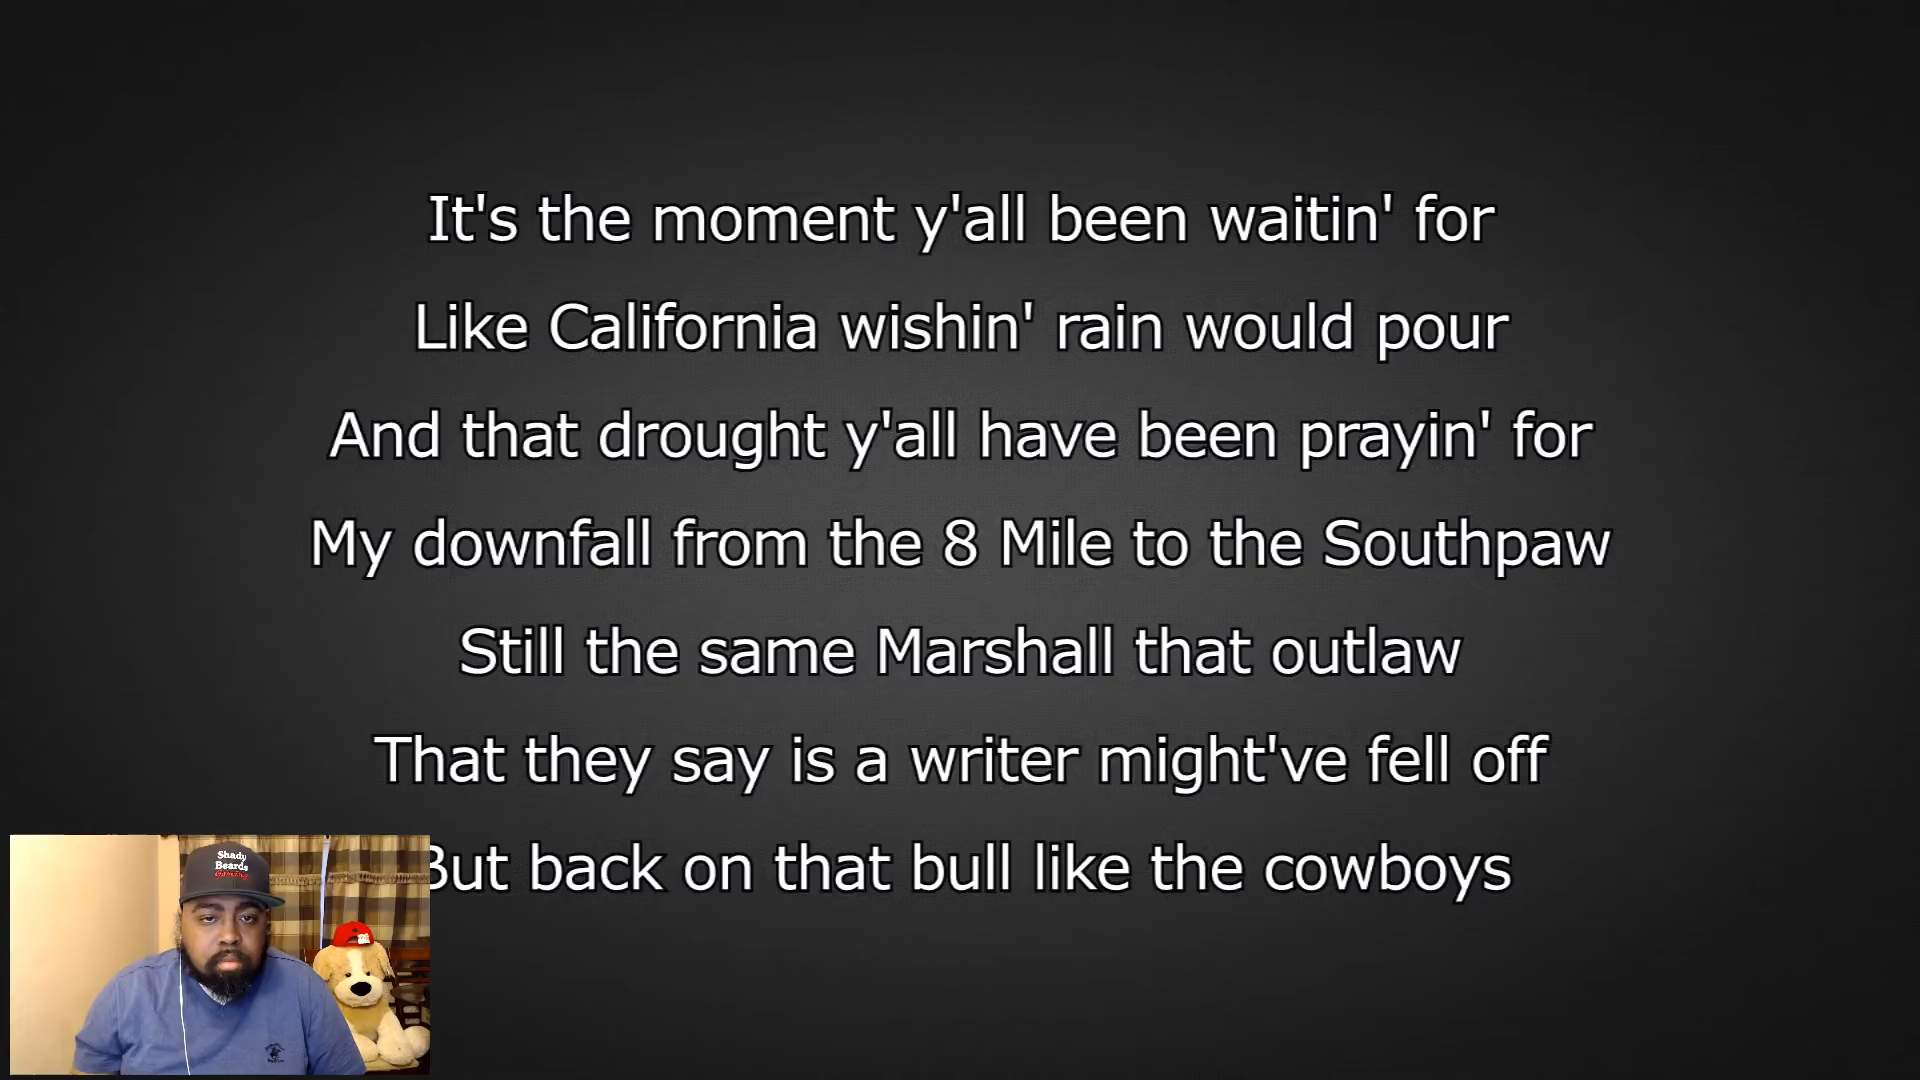 It's the moment y'all been waitin' for
Like California wishin' rain would pour
And that drought y'all have been prayin' for
My downfall from the 8 Mile to the Southpaw
Still the same Marshall that outlaw
That they say is a writer might've fell off
But back on that bull like the cowboys
Shady
Beards
Gaming